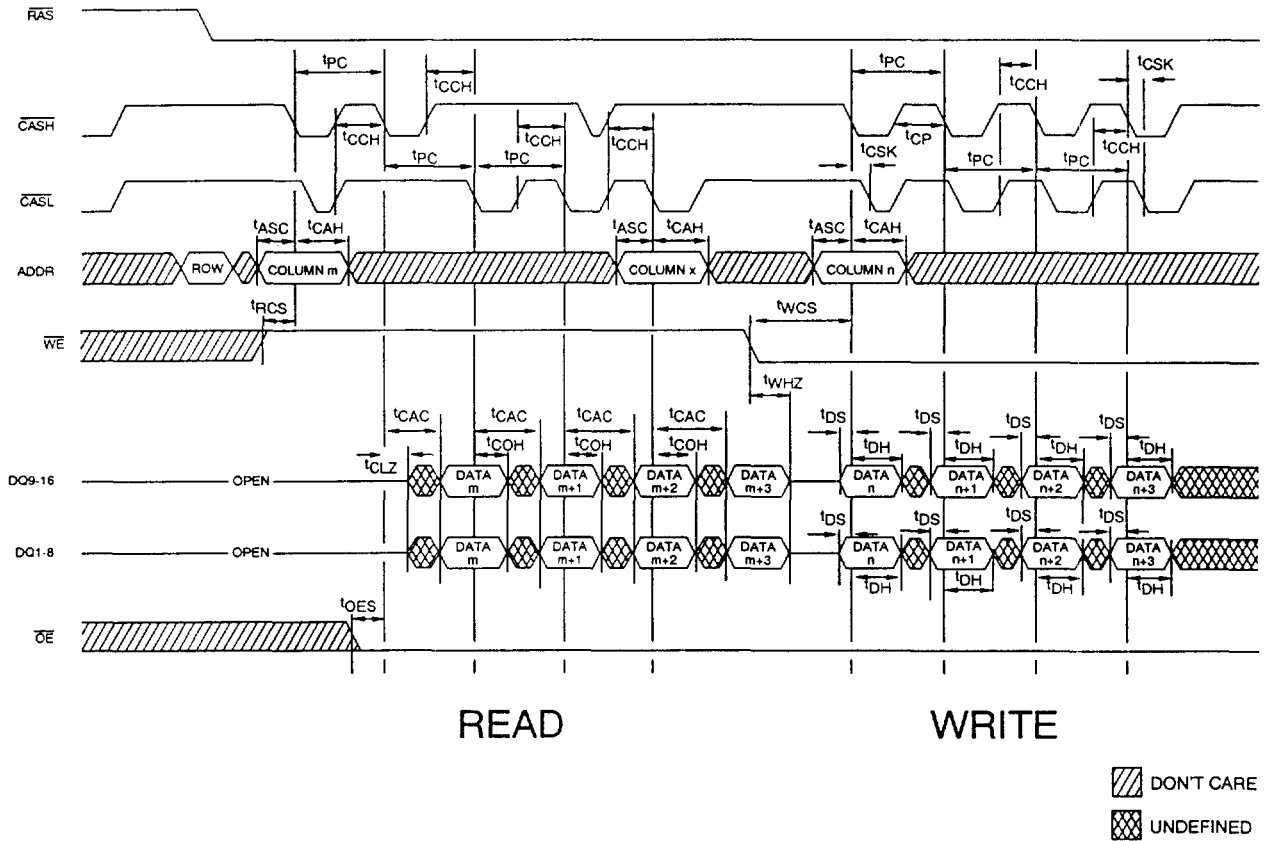 RAS
tPC
tCCH
tPC
tCCH
tCSK
CASH
tCCH
tCCH
tCCH
tCP
tCCH
tPC
tPC
tCSK
tPC
tPC
CASL
tASC
tCAH
tASC
tCAH
tASC
tCAH
ADDR
ROW
COLUMN m
COLUMN x
COLUMN n
tRCS
tWCS
WE
tWHZ
tCAC
tCAC
tCAC
tCAC
tDS
tDS
tDS
tDS
tCLZ
tCOH
tCOH
tCOH
tDH
tDH
tDH
tDH
DQ9-16
OPEN
DATA m
DATA m+1
DATA m+2
DATA m+3
DATA n
DATA n+1
DATA n+2
DATA n+3
tDS
tDS
tDS
tDS
DQ1-8
OPEN
DATA m
DATA m+1
DATA m+2
DATA m+3
DATA n
DATA n+1
DATA n+2
DATA n+3
tDH
tDH
tDH
tDH
tOES
OE
READ
WRITE
DON'T CARE
UNDEFINED